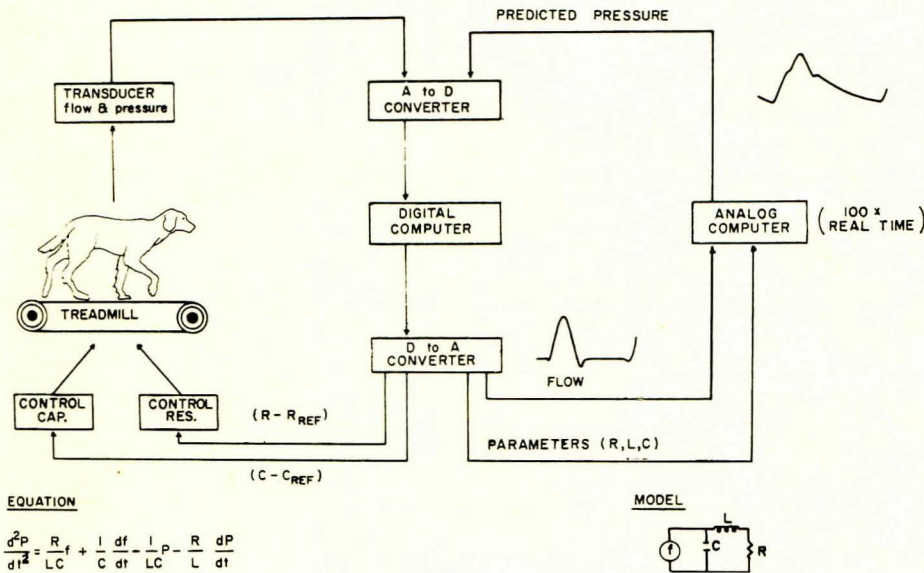 PREDICTED PRESSURE
TRANSDUCER
flow & pressure
A to D
CONVERTER
DIGITAL
COMPUTER
ANALOG
COMPUTER
(100 x
REAL TIME)
TREADMILL
D to A
CONVERTER
FLOW
CONTROL
CAP.
CONTROL
RES.
(R - R_REF)
PARAMETERS (R, L, C)
(C - C_REF)
EQUATION
d²P/dt² = R/LC f + 1/C df/dt - 1/LC P - R/L dP/dt
MODEL
L
f
C
R